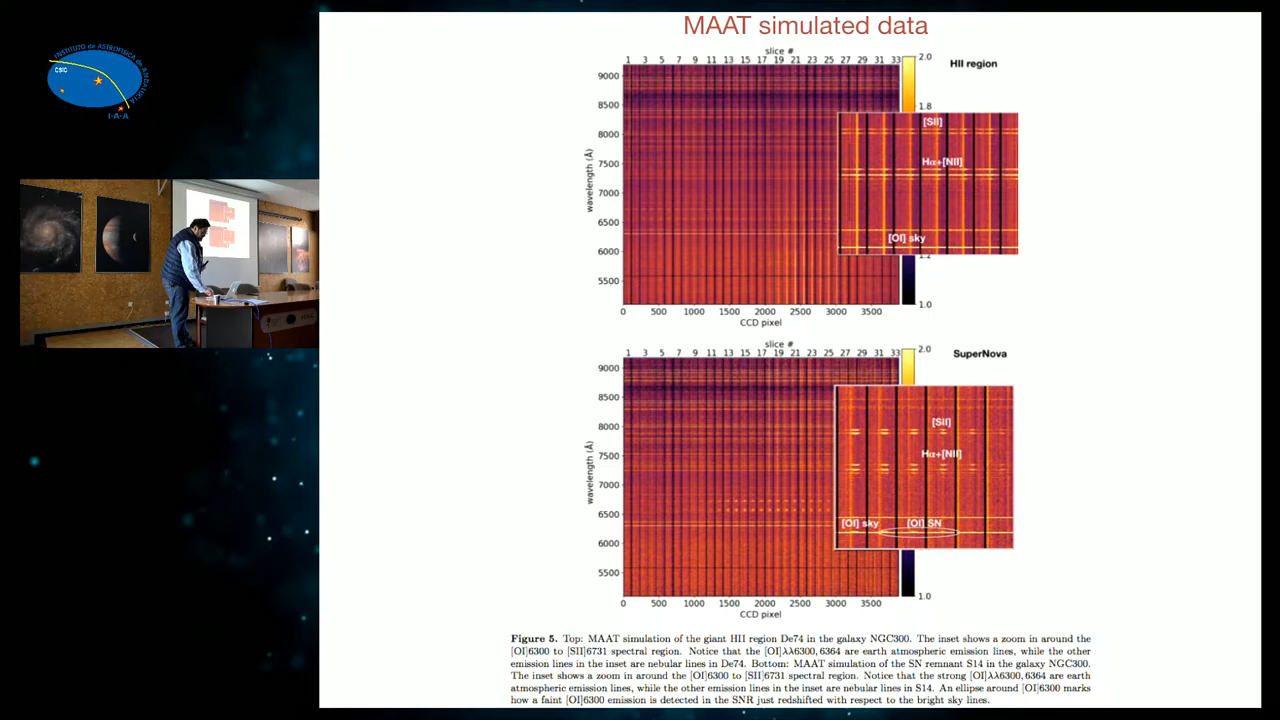 MAAT simulated data
INSTITUTO de ASTROFISICA de ANDALUCIA
CSIC
I-A-A
slice #
1 3 5 7 9 11 13 15 17 19 21 23 25 27 29 31 33
2.0
HII region
9000
8500
1.8
8000
[SII]
7500
Hα+[NII]
7000
wavelength (Å)
6500
[OI] sky
6000
1.2
5500
1.0
0 500 1000 1500 2000 2500 3000 3500
CCD pixel
slice #
1 3 5 7 9 11 13 15 17 19 21 23 25 27 29 31 33
2.0
SuperNova
9000
8500
8000
[SII]
7500
Hα+[NII]
7000
wavelength (Å)
6500
[OI] sky [OI] SN
6000
5500
1.0
0 500 1000 1500 2000 2500 3000 3500
CCD pixel
Figure 5. Top: MAAT simulation of the giant HII region De74 in the galaxy NGC300. The inset shows a zoom in around the
[OI]6300 to [SII]6731 spectral region. Notice that the [OI]λλ6300, 6364 are earth atmospheric emission lines, while the other
emission lines in the inset are nebular lines in De74. Bottom: MAAT simulation of the SN remnant S14 in the galaxy NGC300.
The inset shows a zoom in around the [OI]6300 to [SII]6731 spectral region. Notice that the strong [OI]λλ6300, 6364 are earth
atmospheric emission lines, while the other emission lines in the inset are nebular lines in S14. An ellipse around [OI]6300 marks
how a faint [OI]6300 emission is detected in the SNR just redshifted with respect to the bright sky lines.